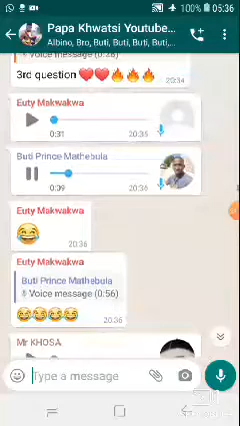 100% 05:36
Papa Khwatsi Youtube...
Albino, Bro, Buti, Buti, Buti, Buti,...
Voice message (0:28)
3rd question ❤️❤️🔥🔥🔥
20:34
Euty Makwakwa
0:31 20:35
Buti Prince Mathebula
0:09 20:36
Euty Makwakwa
😂
20:36
Euty Makwakwa
Buti Prince Mathebula
Voice message (0:56)
😂😂😂😂
20:36
Mr KHOSA
Type a message